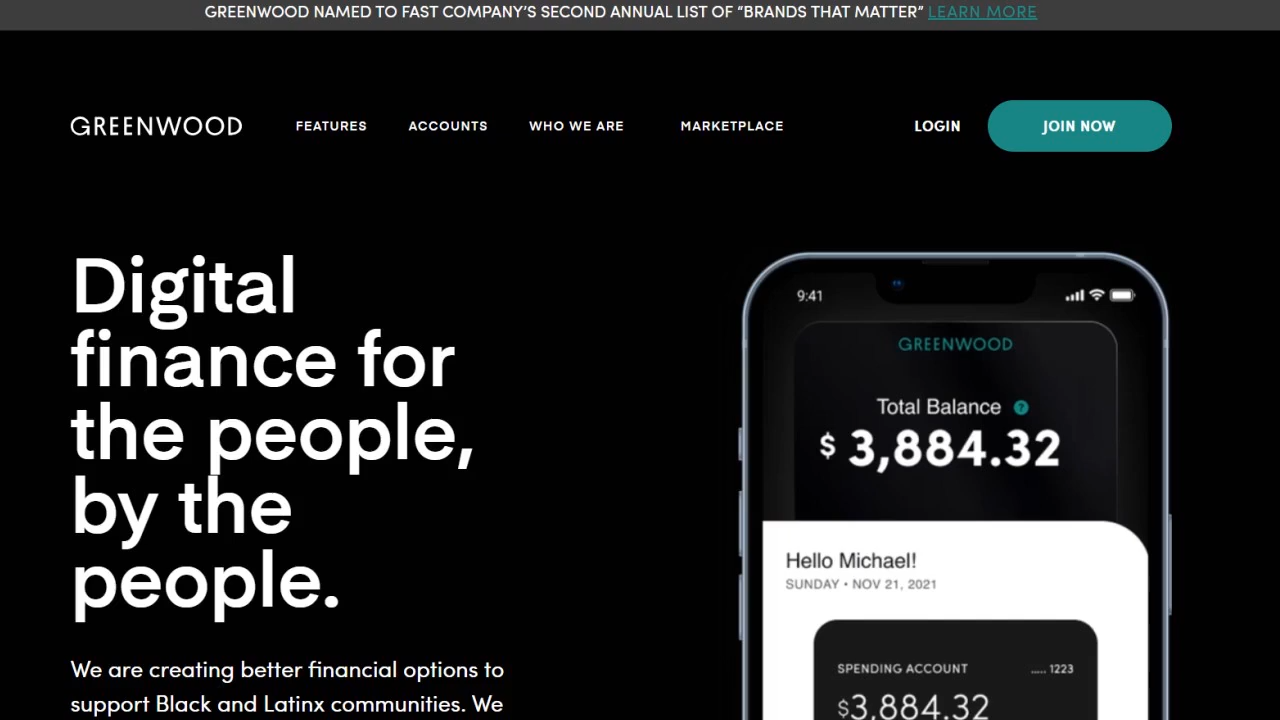 GREENWOOD NAMED TO FAST COMPANY’S SECOND ANNUAL LIST OF “BRANDS THAT MATTER” LEARN MORE
GREENWOOD FEATURES ACCOUNTS WHO WE ARE MARKETPLACE LOGIN JOIN NOW
Digital
finance for
the people,
by the
people.
We are creating better financial options to
support Black and Latinx communities. We
9:41
GREENWOOD
Total Balance ?
$ 3,884.32
Hello Michael!
SUNDAY • NOV 21, 2021
SPENDING ACCOUNT ..... 1223
$3,884.32